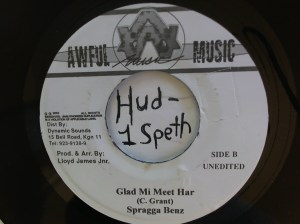 AWFUL MUSIC
Dist By:
Dynamic Sounds
15 Bell Road, Kgn 11
Tel: 923-9138-9
Prod. & Arr. By:
Lloyd James Jnr.
Hud-
1 Speth
SIDE B
UNEDITED
Glad Mi Meet Har
(C. Grant)
Spragga Benz